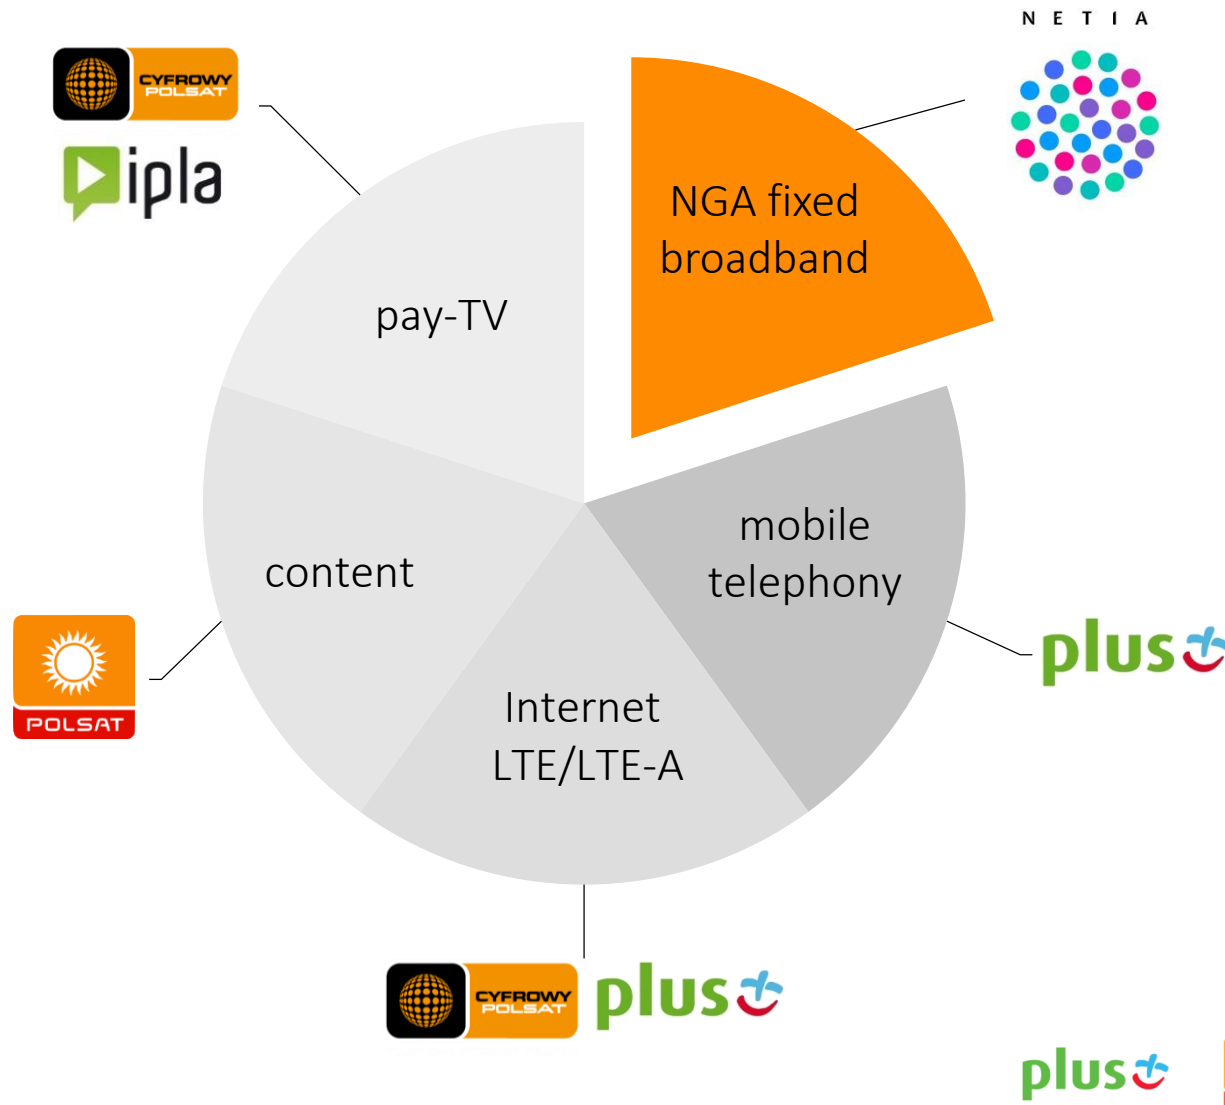 NETIA
CYFROWY
POLSAT
ipla
NGA fixed
broadband
pay-TV
mobile
telephony
content
plus
POLSAT
Internet
LTE/LTE-A
CYFROWY
POLSAT
plus
plus